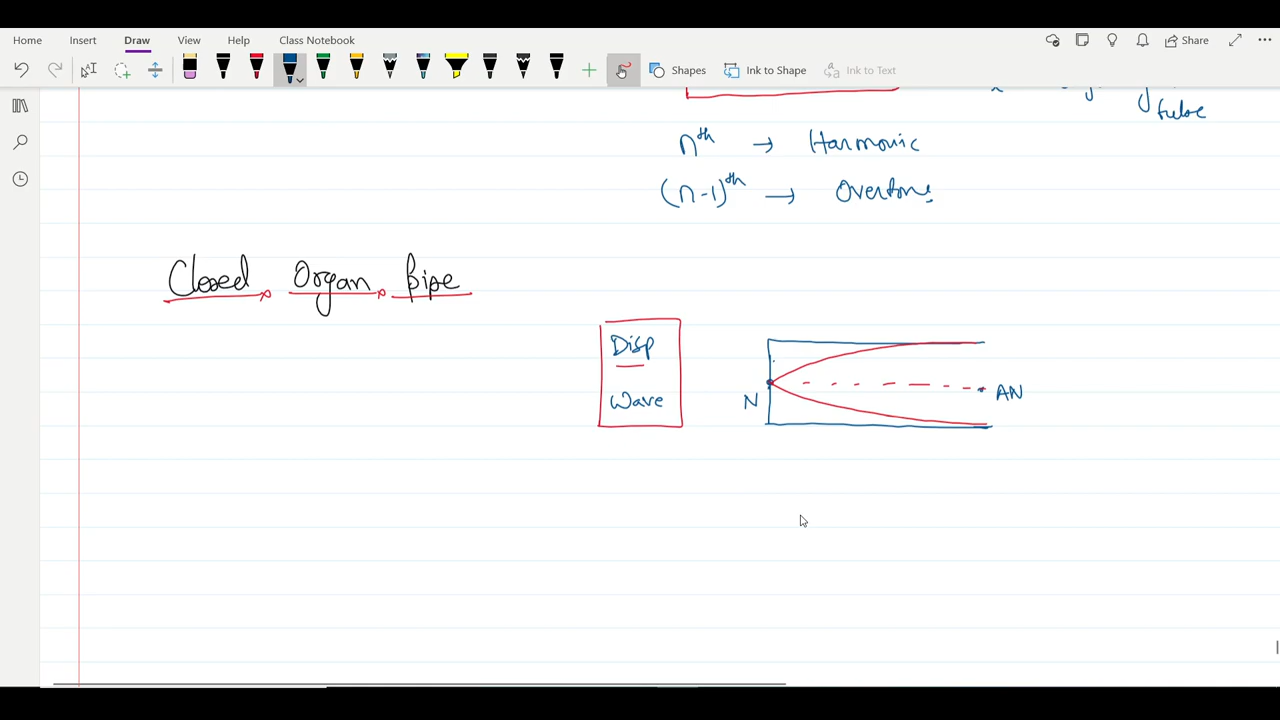 Home Insert Draw View Help Class Notebook
Share
Shapes Ink to Shape Ink to Text
tube
nth → Harmonic
(n-1)th → Overtone
Closed Organ Pipe
Disp
Wave
N
AN